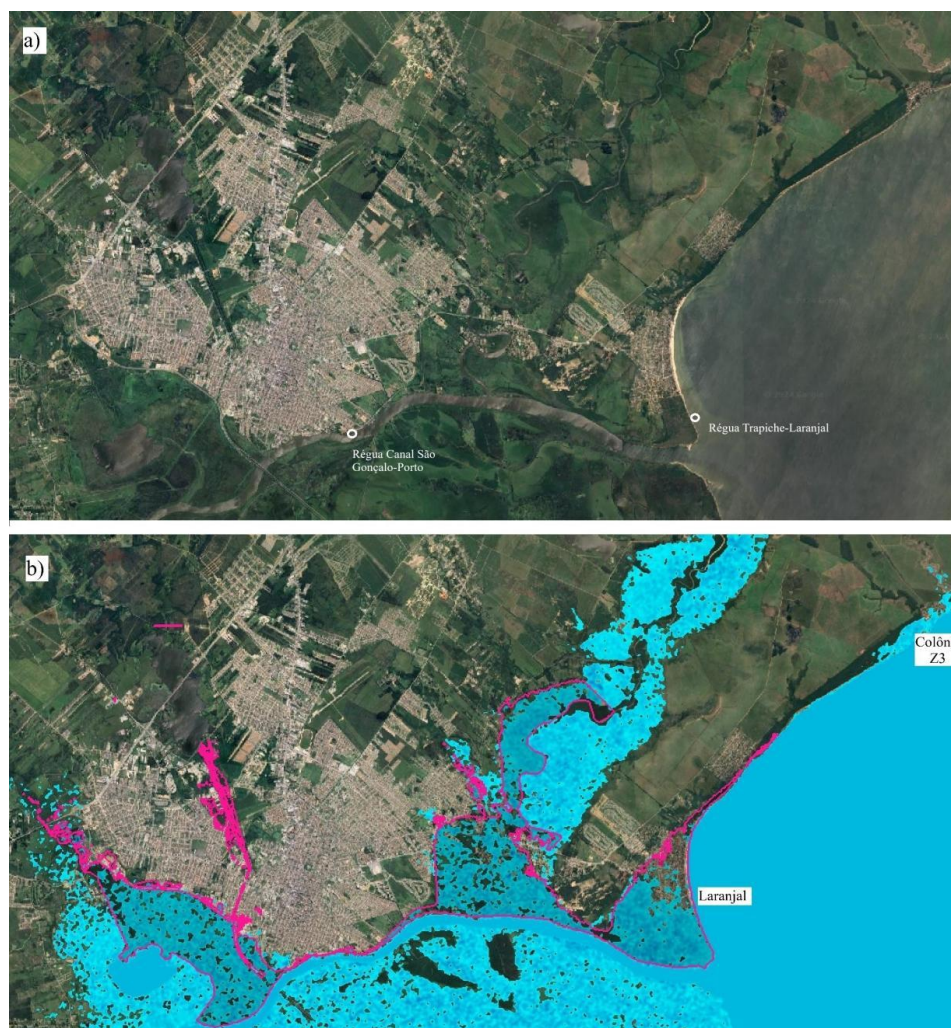 a)
Régua Trapiche-Laranjal
Régua Canal São
Gonçalo-Porto
b)
Colôn
Z3
Laranjal